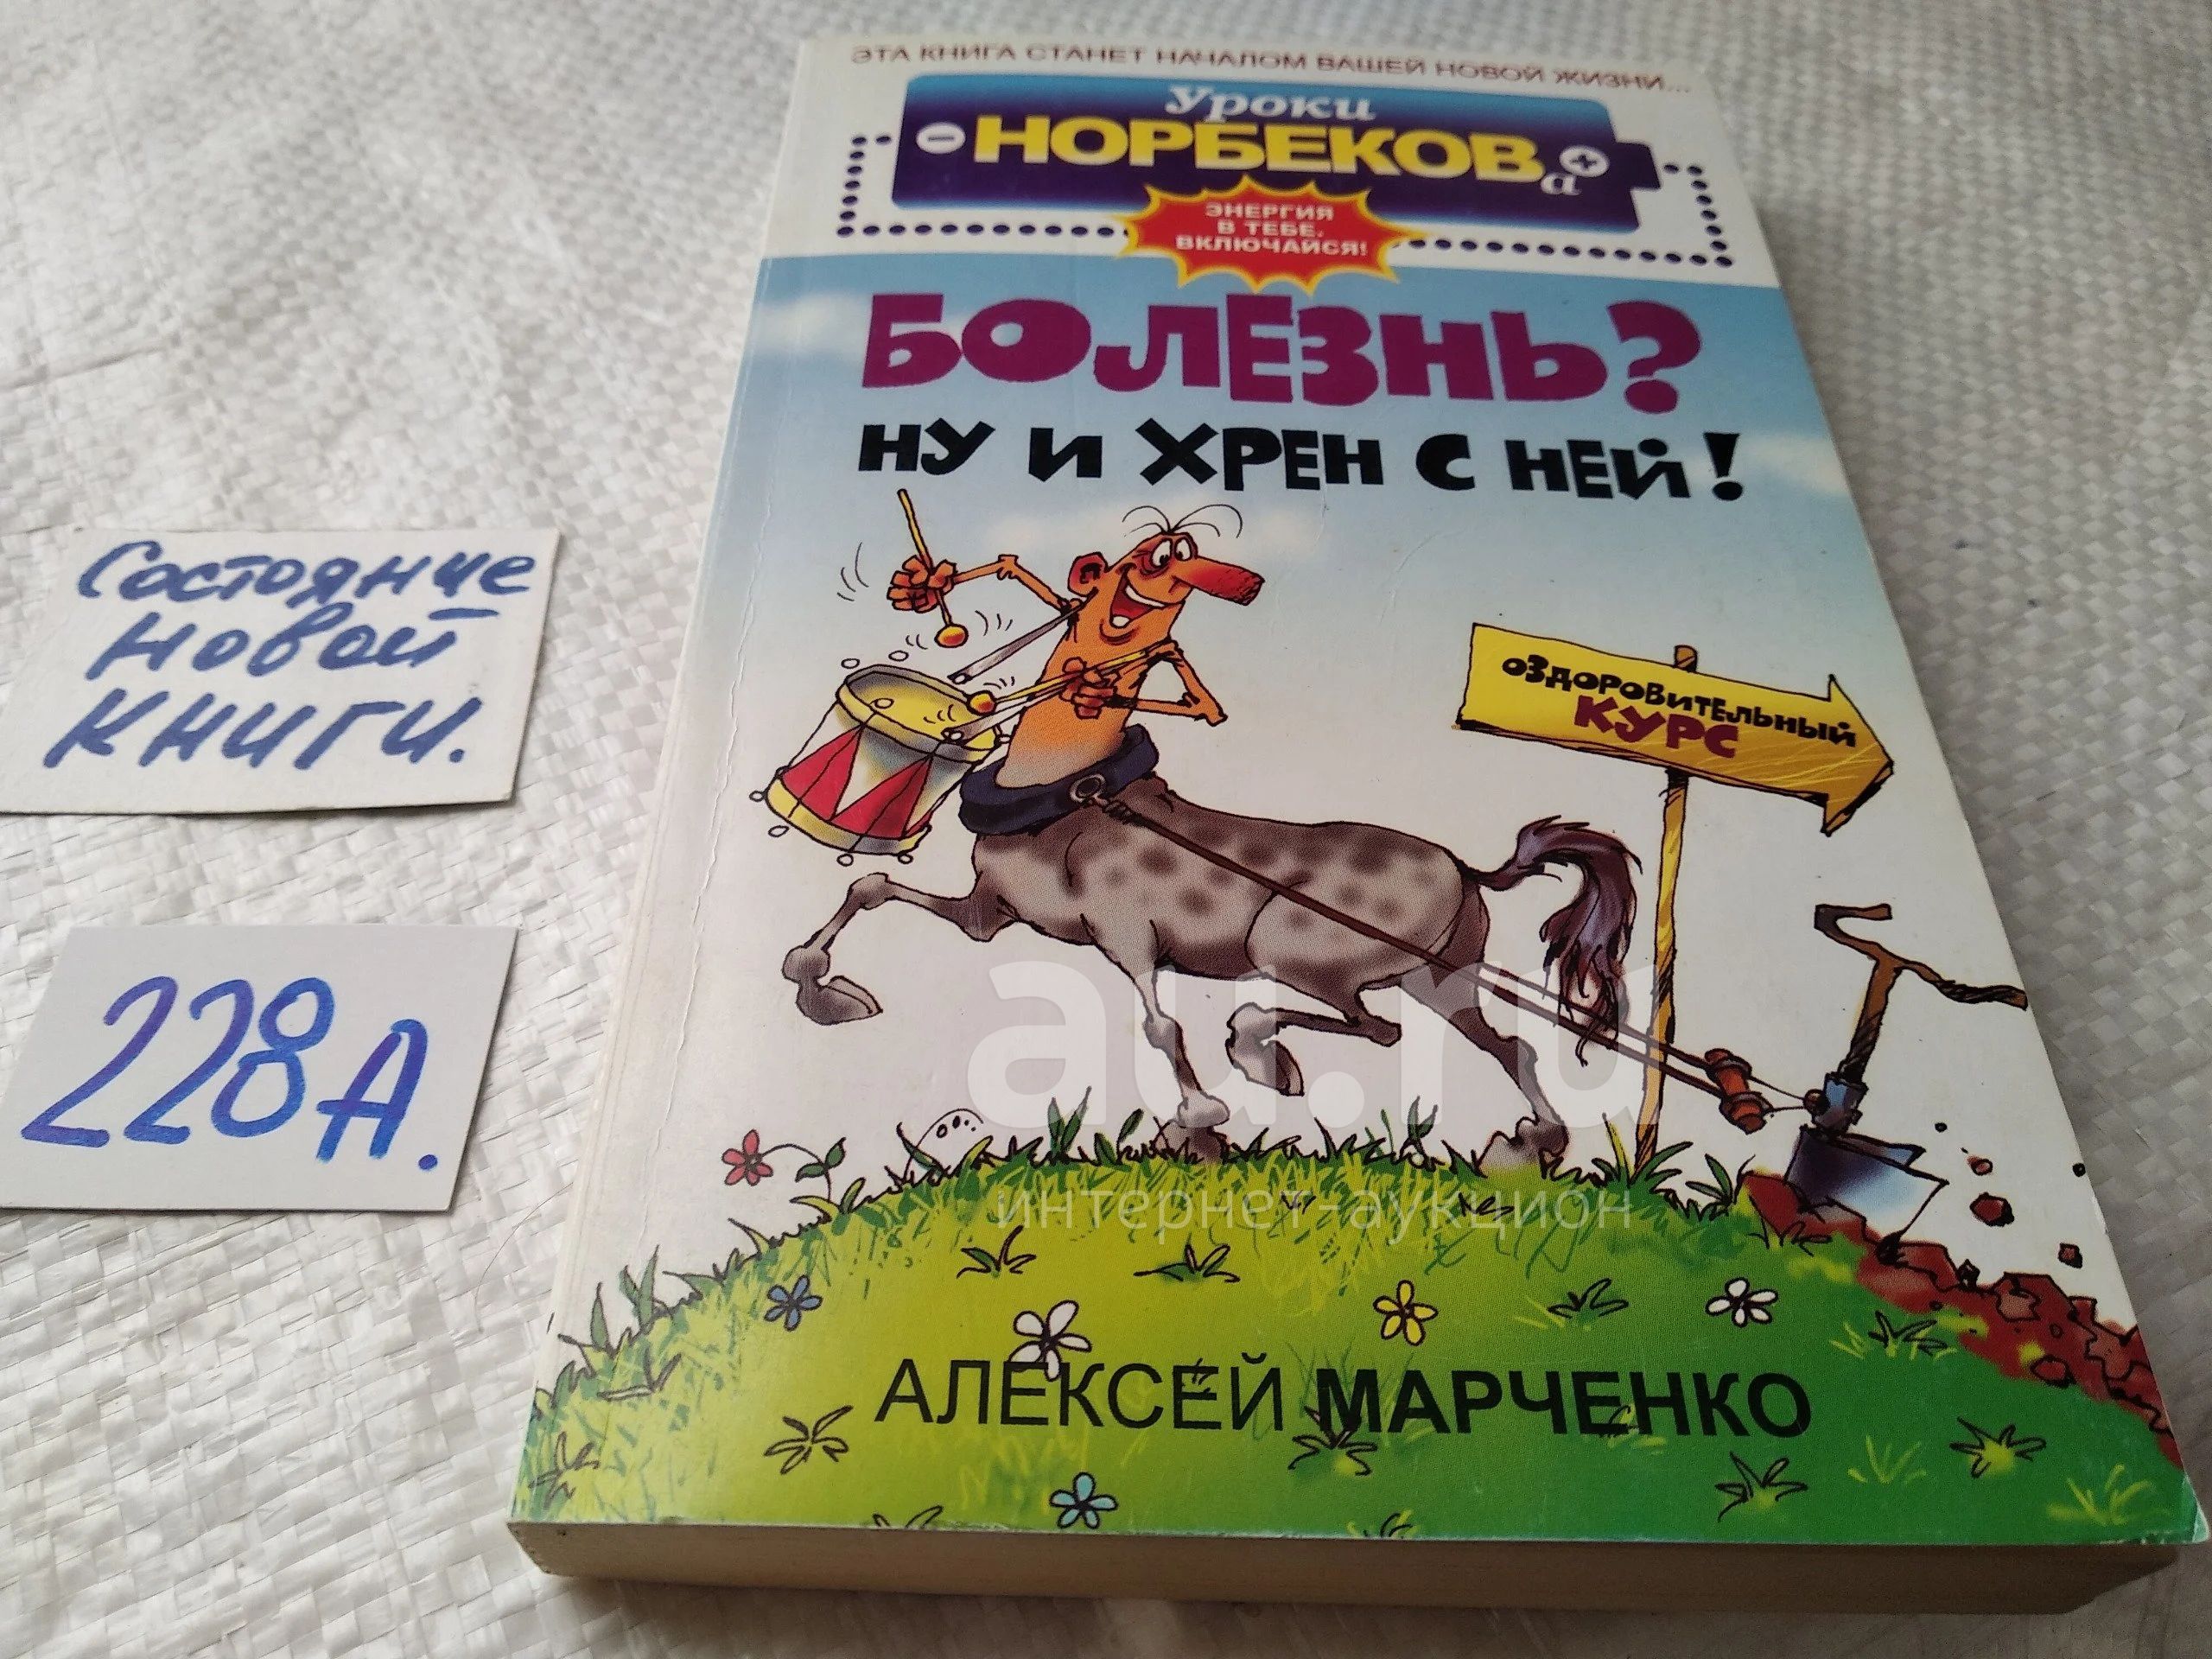 ЭТА КНИГА СТАНЕТ НАЧАЛОМ ВАШЕЙ НОВОЙ ЖИЗНИ...
Уроки
- НОРБЕКОВа +
ЭНЕРГИЯ
В ТЕБЕ.
ВКЛЮЧАЙСЯ!
БОЛЕЗНЬ?
НУ И ХРЕН С НЕЙ!
ОЗДОРОВИТЕЛЬНЫЙ
КУРС
АЛЕКСЕЙ МАРЧЕНКО
Состояние
новой
книги.
228А.
au.ru
интернет-аукцион